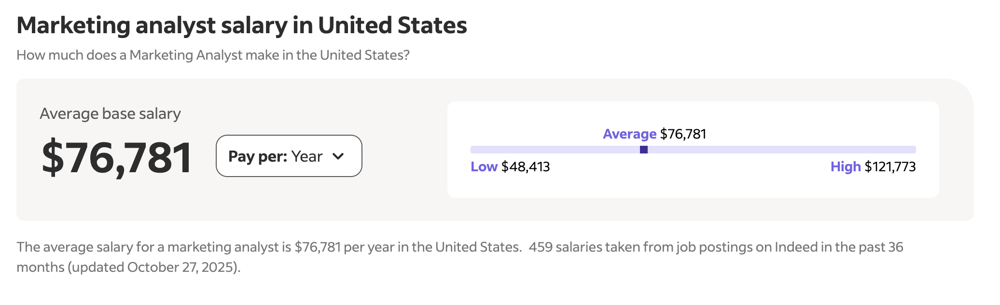 Marketing analyst salary in United States
How much does a Marketing Analyst make in the United States?
Average base salary
$76,781
Pay per: Year
Average $76,781
Low $48,413
High $121,773
The average salary for a marketing analyst is $76,781 per year in the United States.  459 salaries taken from job postings on Indeed in the past 36
months (updated October 27, 2025).